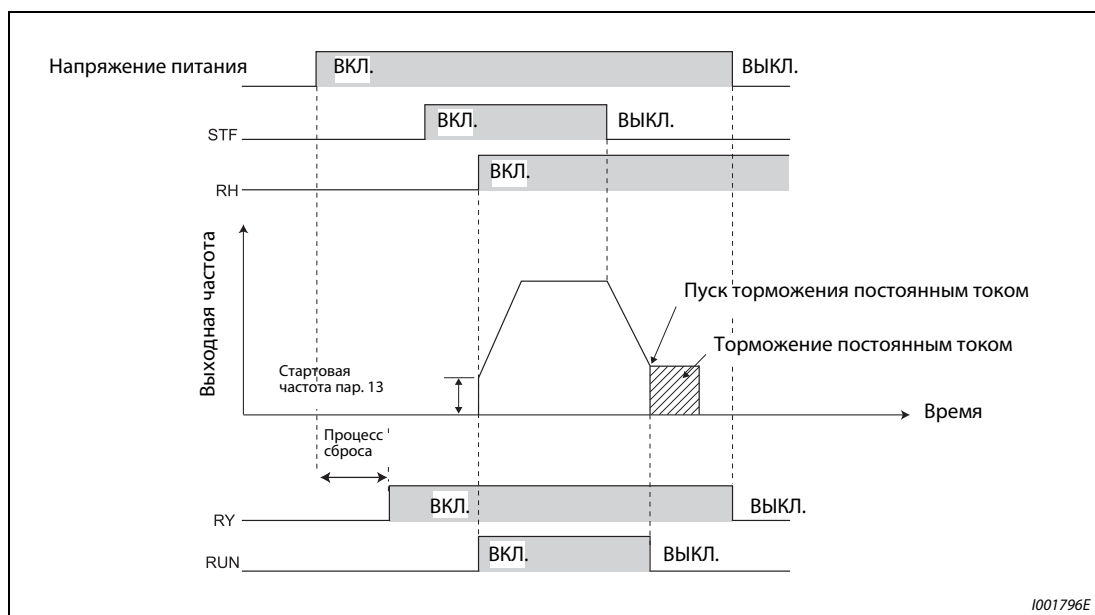 Напряжение питания
ВКЛ.
ВЫКЛ.
STF
ВКЛ.
ВЫКЛ.
RH
ВКЛ.
Выходная частота
Пуск торможения постоянным током
Торможение постоянным током
Стартовая
частота пар. 13
Время
Процесс
сброса
RY
ВКЛ.
ВЫКЛ.
RUN
ВКЛ.
ВЫКЛ.
I001796E